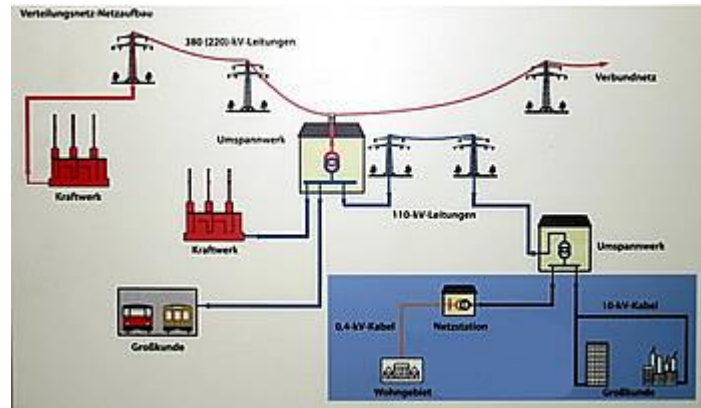 Verteilungsnetz-Netzaufbau
380 (220)-kV-Leitungen
Verbundnetz
Umspannwerk
Kraftwerk
110-kV-Leitungen
Kraftwerk
Umspannwerk
10-kV-Kabel
0,4-kV-Kabel
Netzstation
Großkunde
Wohngebiet
Großkunde